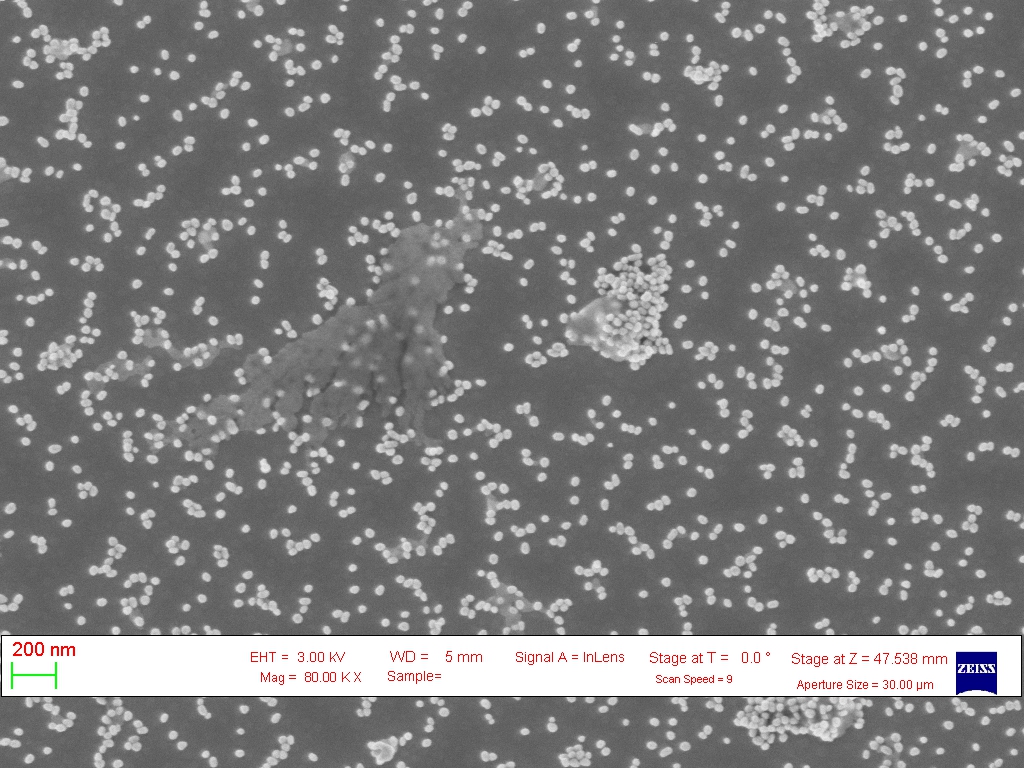 200 nm
EHT = 3.00 kV WD = 5 mm Signal A = InLens Stage at T = 0.0 ° Stage at Z = 47.538 mm
Mag = 80.00 K X Sample= Scan Speed = 9 Aperture Size = 30.00 µm
ZEISS